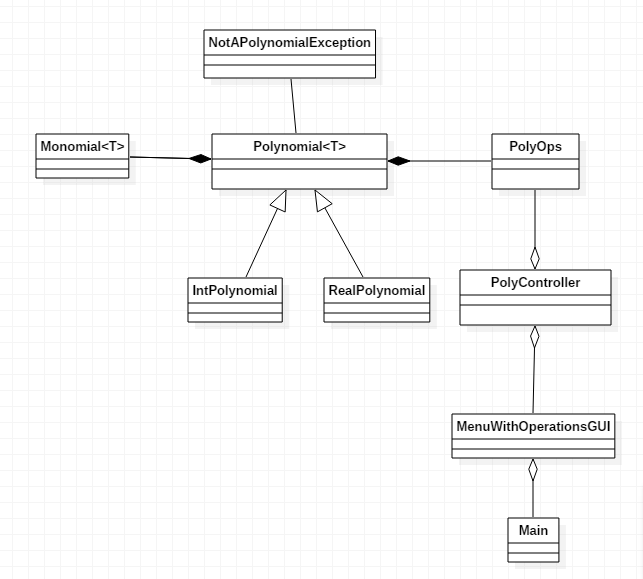 NotAPolynomialException
Monomial<T>
Polynomial<T>
PolyOps
IntPolynomial
RealPolynomial
PolyController
MenuWithOperationsGUI
Main